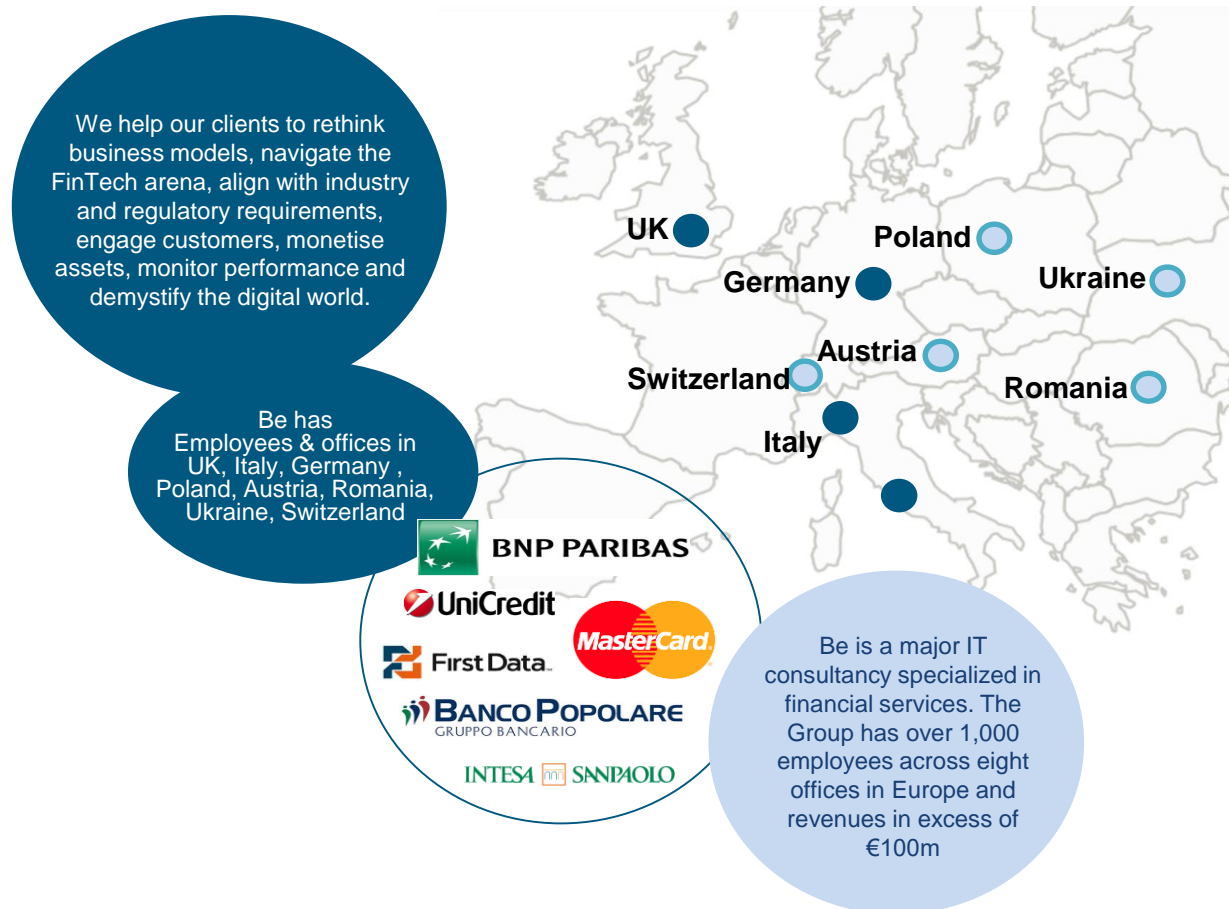 We help our clients to rethink
business models, navigate the
FinTech arena, align with industry
and regulatory requirements,
engage customers, monetise
assets, monitor performance and
demystify the digital world.
Be has
Employees & offices in
UK, Italy, Germany ,
Poland, Austria, Romania,
Ukraine, Switzerland
UK
Poland
Germany
Ukraine
Austria
Switzerland
Romania
Italy
BNP PARIBAS
UniCredit
MasterCard
First Data
BANCO POPOLARE
GRUPPO BANCARIO
INTESA SANPAOLO
Be is a major IT
consultancy specialized in
financial services. The
Group has over 1,000
employees across eight
offices in Europe and
revenues in excess of
€100m